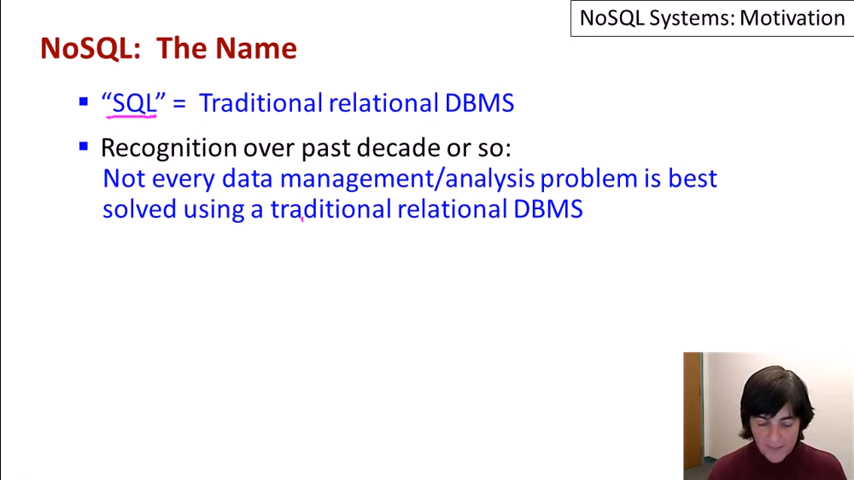 NoSQL Systems: Motivation
NoSQL: The Name
“SQL” = Traditional relational DBMS
Recognition over past decade or so:
Not every data management/analysis problem is best
solved using a traditional relational DBMS